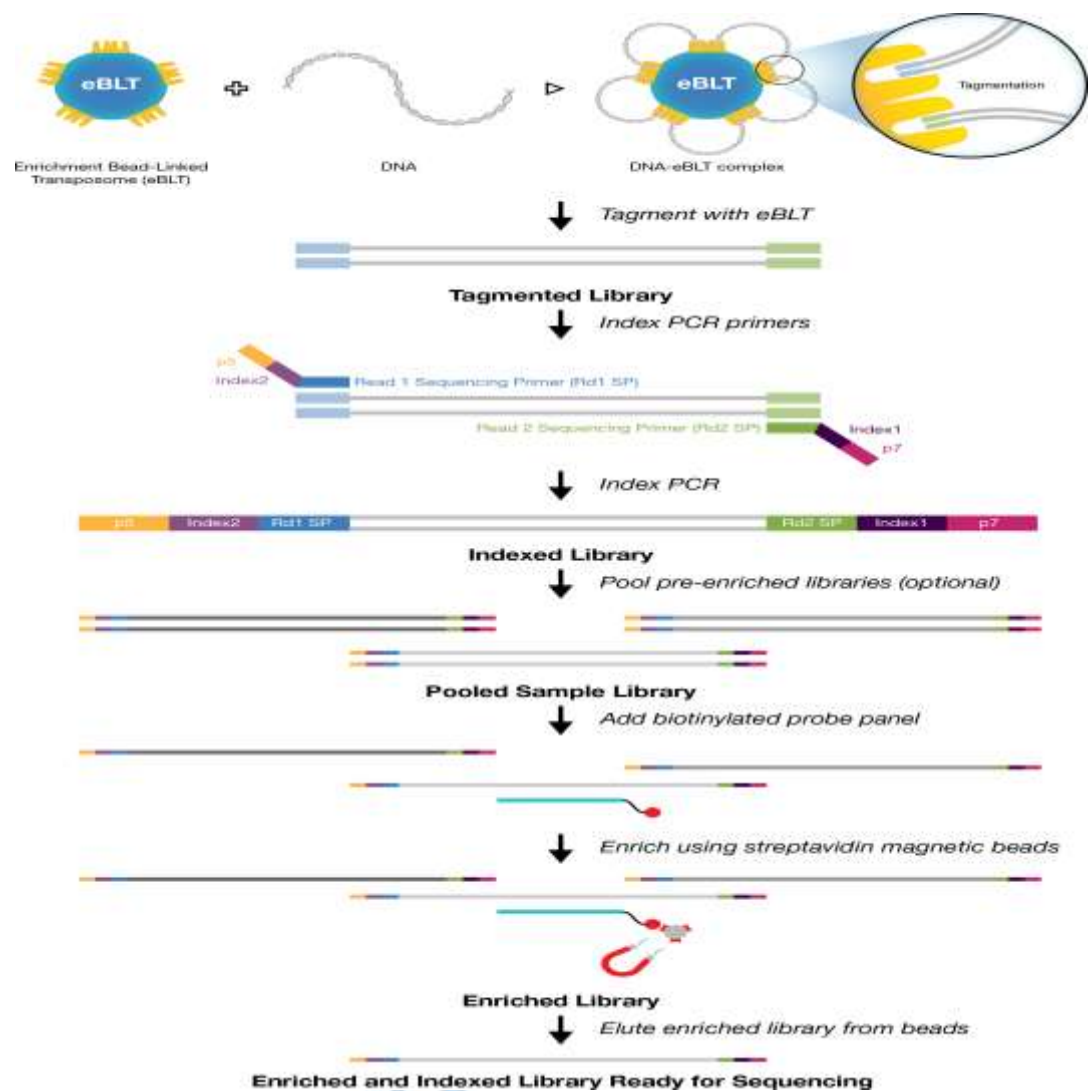 eBLT
eBLT
Tagmentation
Enrichment Bead–Linked
Transposome (eBLT)
DNA
DNA-eBLT complex
Tagment with eBLT
Tagmented Library
Index PCR primers
p5
Index2
Read 1 Sequencing Primer (Rd1 SP)
Read 2 Sequencing Primer (Rd2 SP)
Index1
p7
Index PCR
p5 Index2 Rd1 SP Rd2 SP Index1 p7
Indexed Library
Pool pre-enriched libraries (optional)
Pooled Sample Library
Add biotinylated probe panel
Enrich using streptavidin magnetic beads
Enriched Library
Elute enriched library from beads
Enriched and Indexed Library Ready for Sequencing